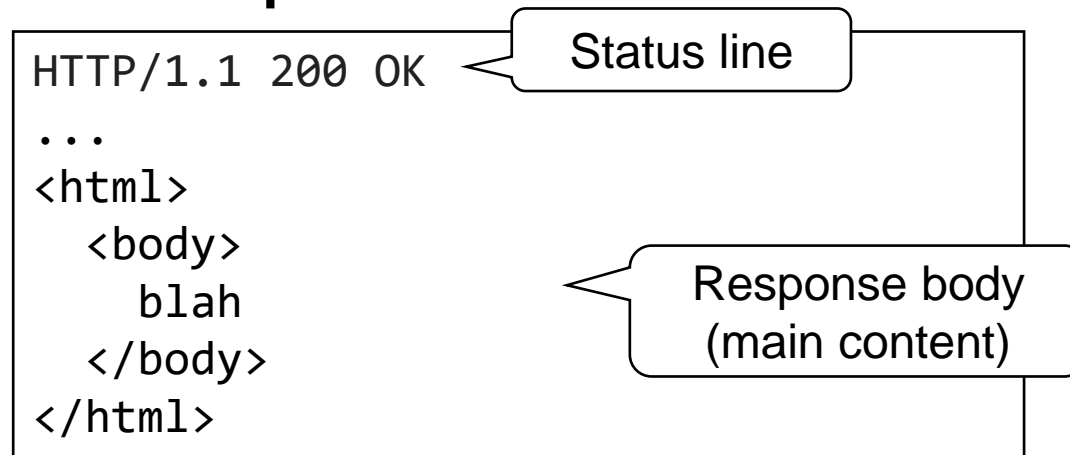 HTTP/1.1 200 OK
Status line
...
<html>
  <body>
    blah
  </body>
</html>
Response body
(main content)